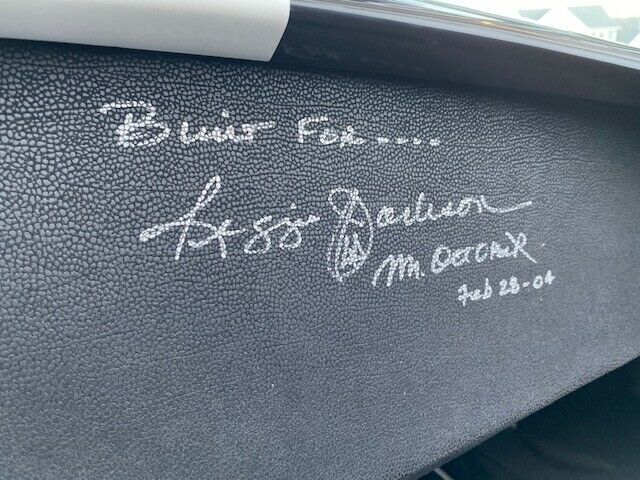 Built For----
Reggie Jackson
Mr. October
Feb 28-04